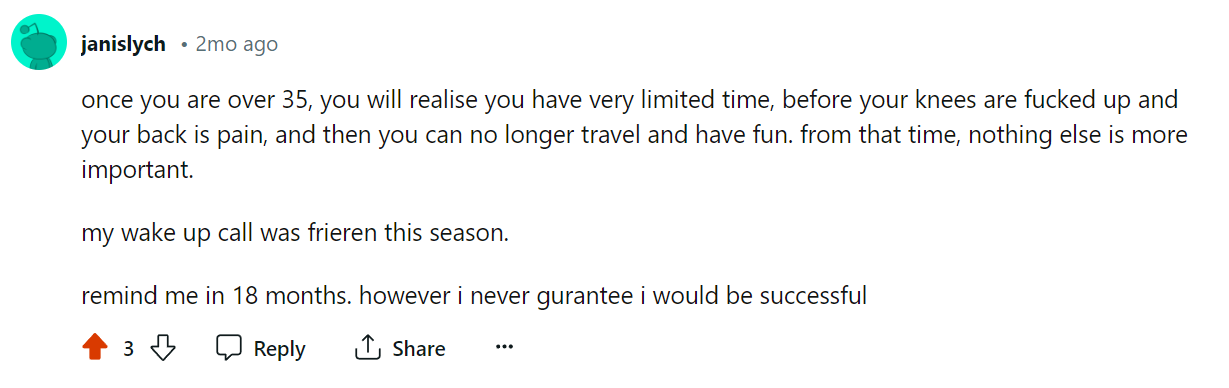 janislych • 2mo ago
once you are over 35, you will realise you have very limited time, before your knees are fucked up and
your back is pain, and then you can no longer travel and have fun. from that time, nothing else is more
important.
my wake up call was frieren this season.
remind me in 18 months. however i never gurantee i would be successful
3 Reply Share ...